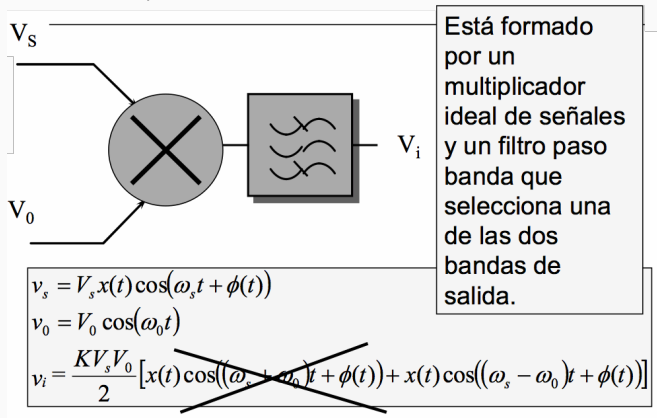 V_S
Está formado
por un
multiplicador
ideal de señales
y un filtro paso
banda que
selecciona una
de las dos
bandas de
salida.
V_i
V_0
v_s = V_s x(t) cos(ω_s t + ϕ(t))
v_0 = V_0 cos(ω_0 t)
v_i = \frac{KV_sV_0}{2} [x(t) cos((ω_s + ω_0)t + ϕ(t)) + x(t) cos((ω_s − ω_0)t + ϕ(t))]